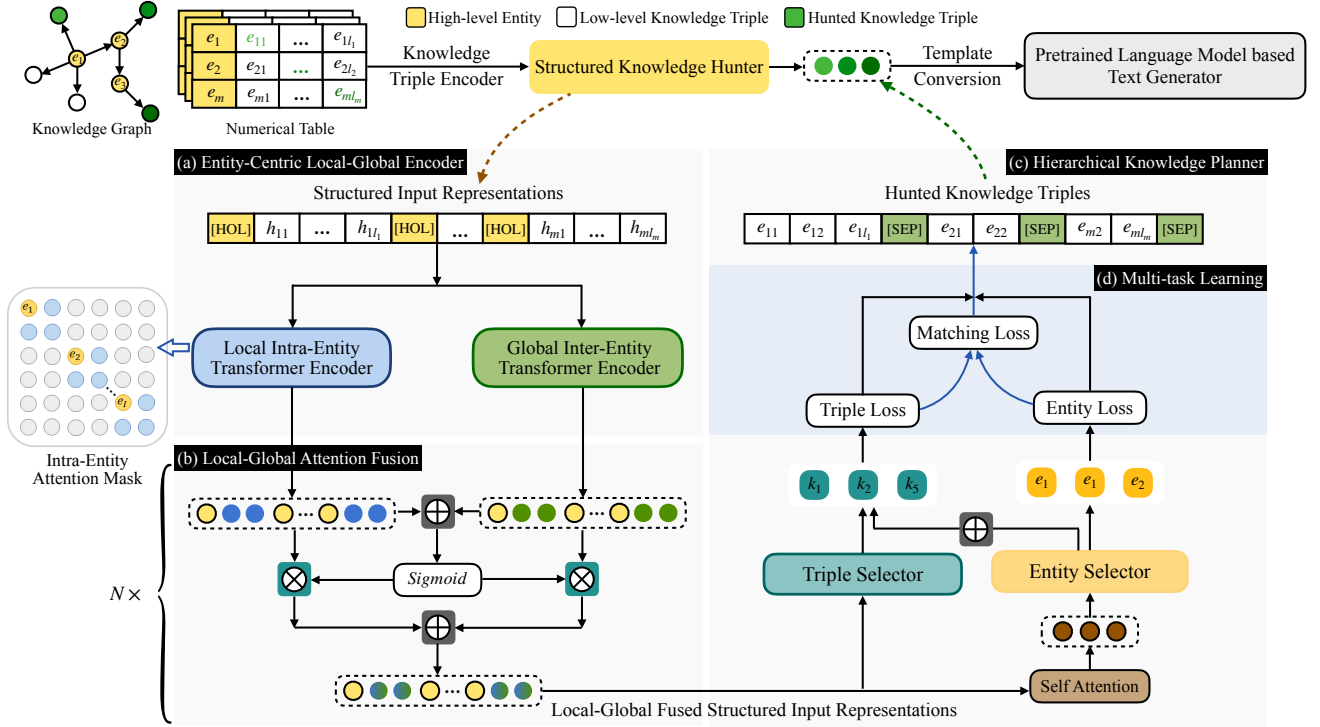 High-level Entity
Low-level Knowledge Triple
Hunted Knowledge Triple
e1
e2
e3
Knowledge Graph
e1 e11 ... e1l1
e2 e21 ... e2l2
em em1 ... emlm
Numerical Table
Knowledge
Triple Encoder
Structured Knowledge Hunter
Template
Conversion
Pretrained Language Model based
Text Generator
(a) Entity-Centric Local-Global Encoder
Structured Input Representations
[HOL] h11 ... h1l1 [HOL] ... [HOL] hm1 ... hmlm
Local Intra-Entity
Transformer Encoder
Global Inter-Entity
Transformer Encoder
e1
e2
eI
Intra-Entity
Attention Mask
(b) Local-Global Attention Fusion
N ×
Sigmoid
Local-Global Fused Structured Input Representations
(c) Hierarchical Knowledge Planner
Hunted Knowledge Triples
e11 e12 e1l1 [SEP] e21 e22 [SEP] em2 emlm [SEP]
(d) Multi-task Learning
Matching Loss
Triple Loss
Entity Loss
k1 k2 k5
e1 e1 e2
Triple Selector
Entity Selector
Self Attention